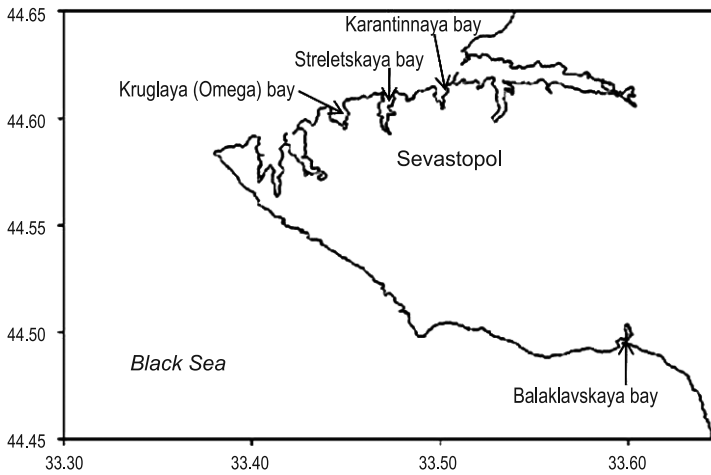 44.65
Karantinnaya bay
Streletskaya bay
Kruglaya (Omega) bay
44.60
Sevastopol
44.55
44.50
Black Sea
Balaklavskaya bay
44.45
33.30
33.40
33.50
33.60